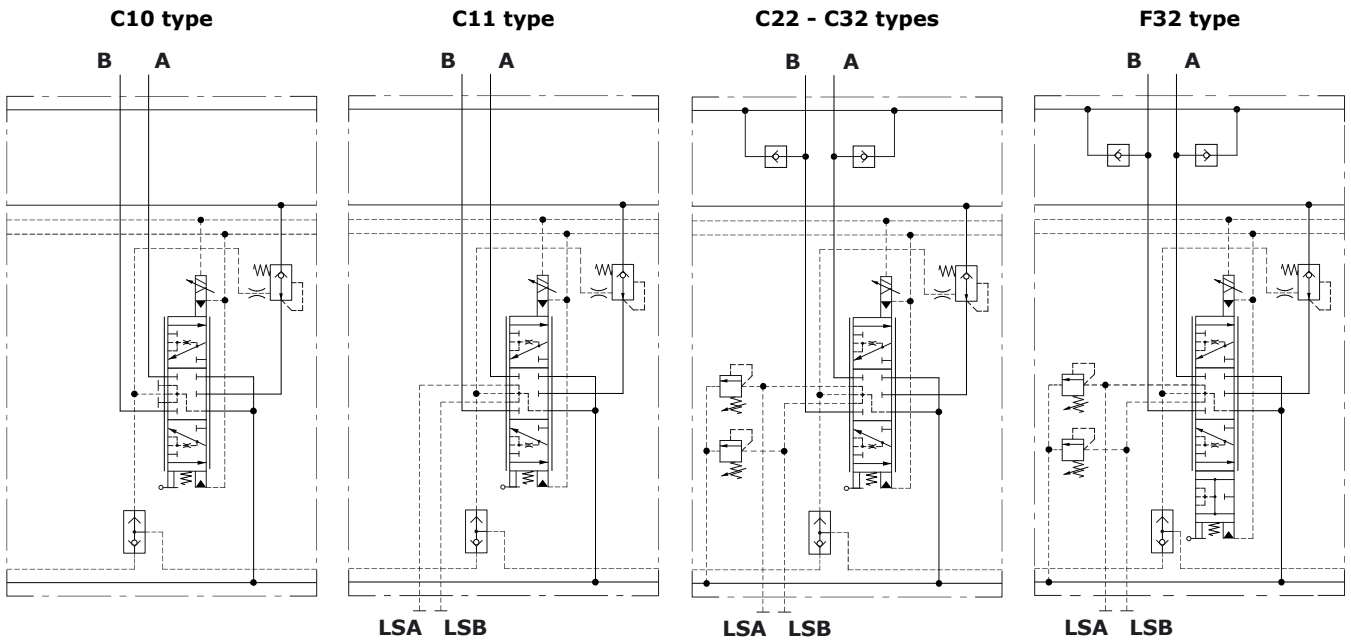 C10 type
C11 type
C22 - C32 types
F32 type
B A
B A
B A
B A
LSA LSB
LSA LSB
LSA LSB